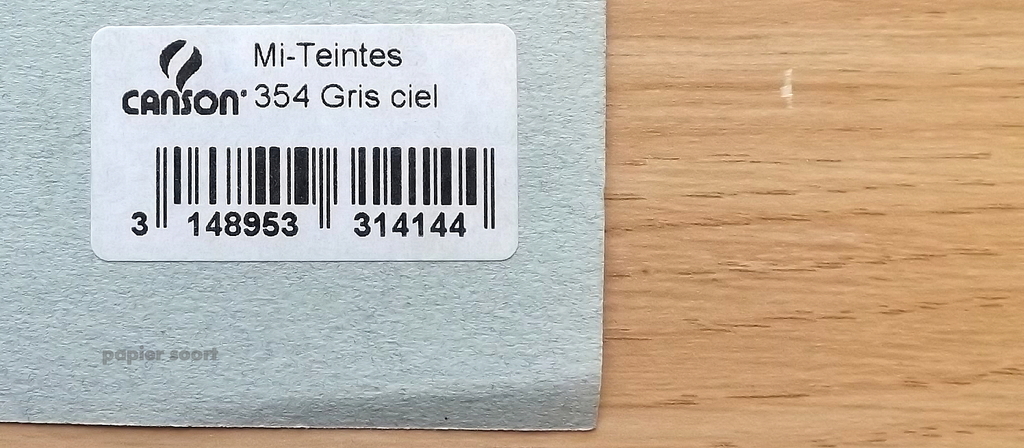 Mi-Teintes
CANSON® 354 Gris ciel
3 148953 314144
papier soort